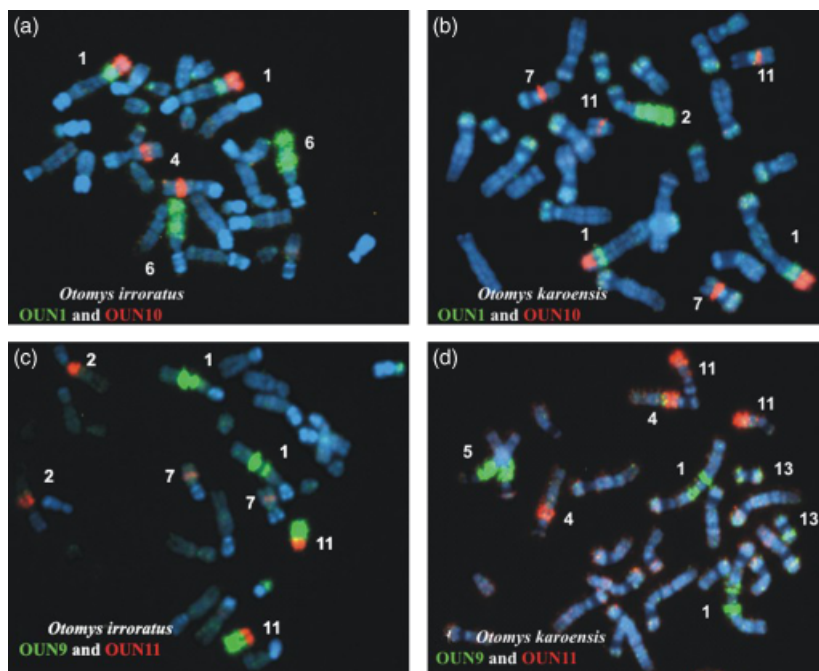 (a)
1
1
6
4
6
Otomys irroratus
OUN1 and OUN10
(b)
7
11
11
2
1
1
7
Otomys karoensis
OUN1 and OUN10
(c)
2
1
1
7
2
7
11
11
Otomys irroratus
OUN9 and OUN11
(d)
11
4
11
5
1
13
4
13
1
Otomys karoensis
OUN9 and OUN11